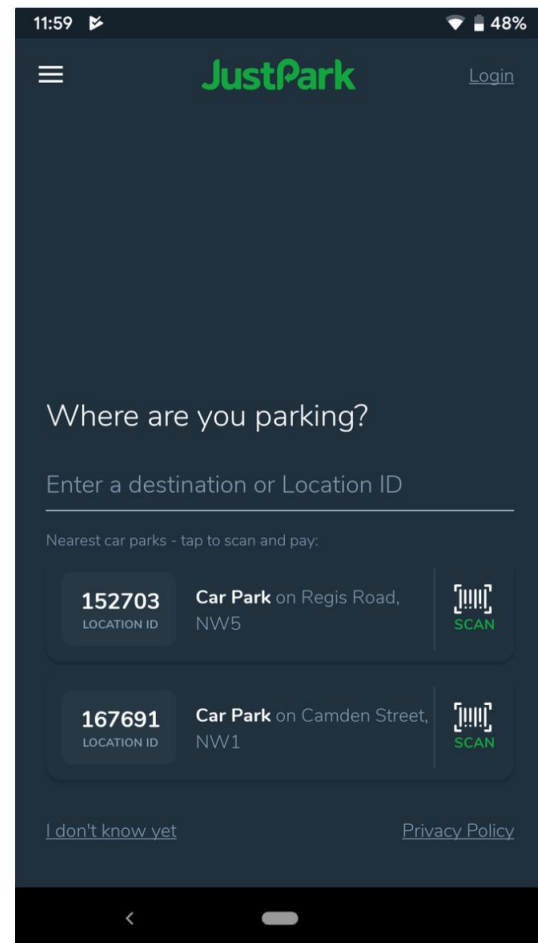 11:59 48%
JustPark Login
Where are you parking?
Enter a destination or Location ID
Nearest car parks - tap to scan and pay:
152703
LOCATION ID
Car Park on Regis Road,
NW5
SCAN
167691
LOCATION ID
Car Park on Camden Street,
NW1
SCAN
I don't know yet Privacy Policy